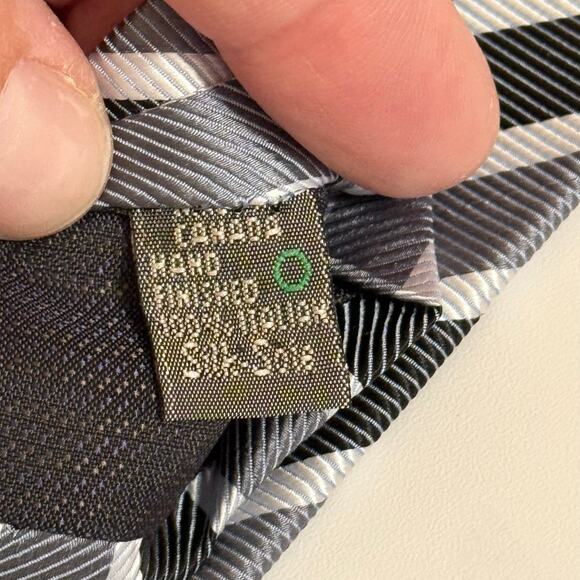 CANADA
HAND
FINISHED
100% ITALIAN
SILK-SOIE